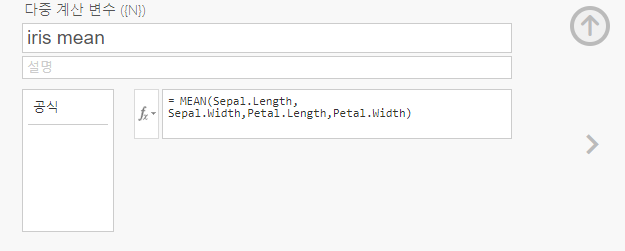 다중 계산 변수 ({N})
iris mean
설명
공식
fx
= MEAN(Sepal.Length,
Sepal.Width,Petal.Length,Petal.Width)